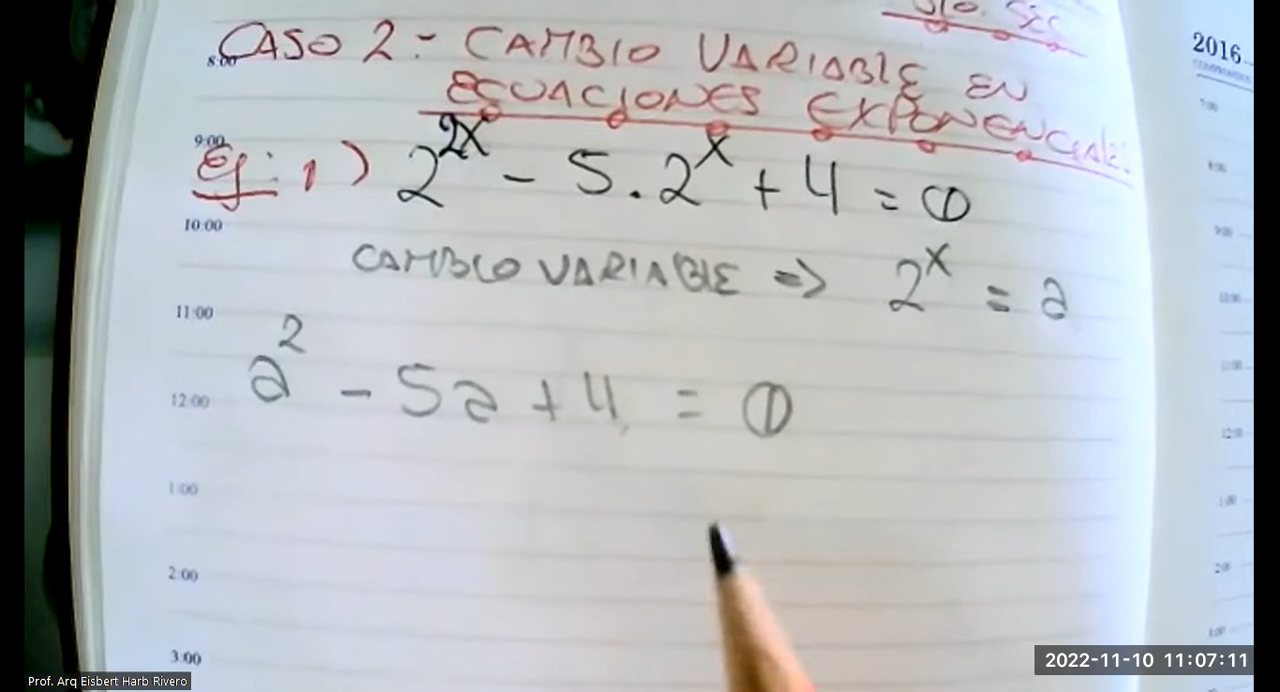 2016
CASO 2:- CAMBIO VARIABLE EN
ECUACIONES EXPONENCIALE
8:00
9:00
Ej: 1) 2^{2x} - 5.2^x + 4 = 0
10:00
CAMBIO VARIABLE => 2^x = a
11:00
a^2 - 5a + 4 = 0
12:00
1:00
2:00
3:00
2022-11-10 11:07:11
Prof. Arq Eisbert Harb Rivero